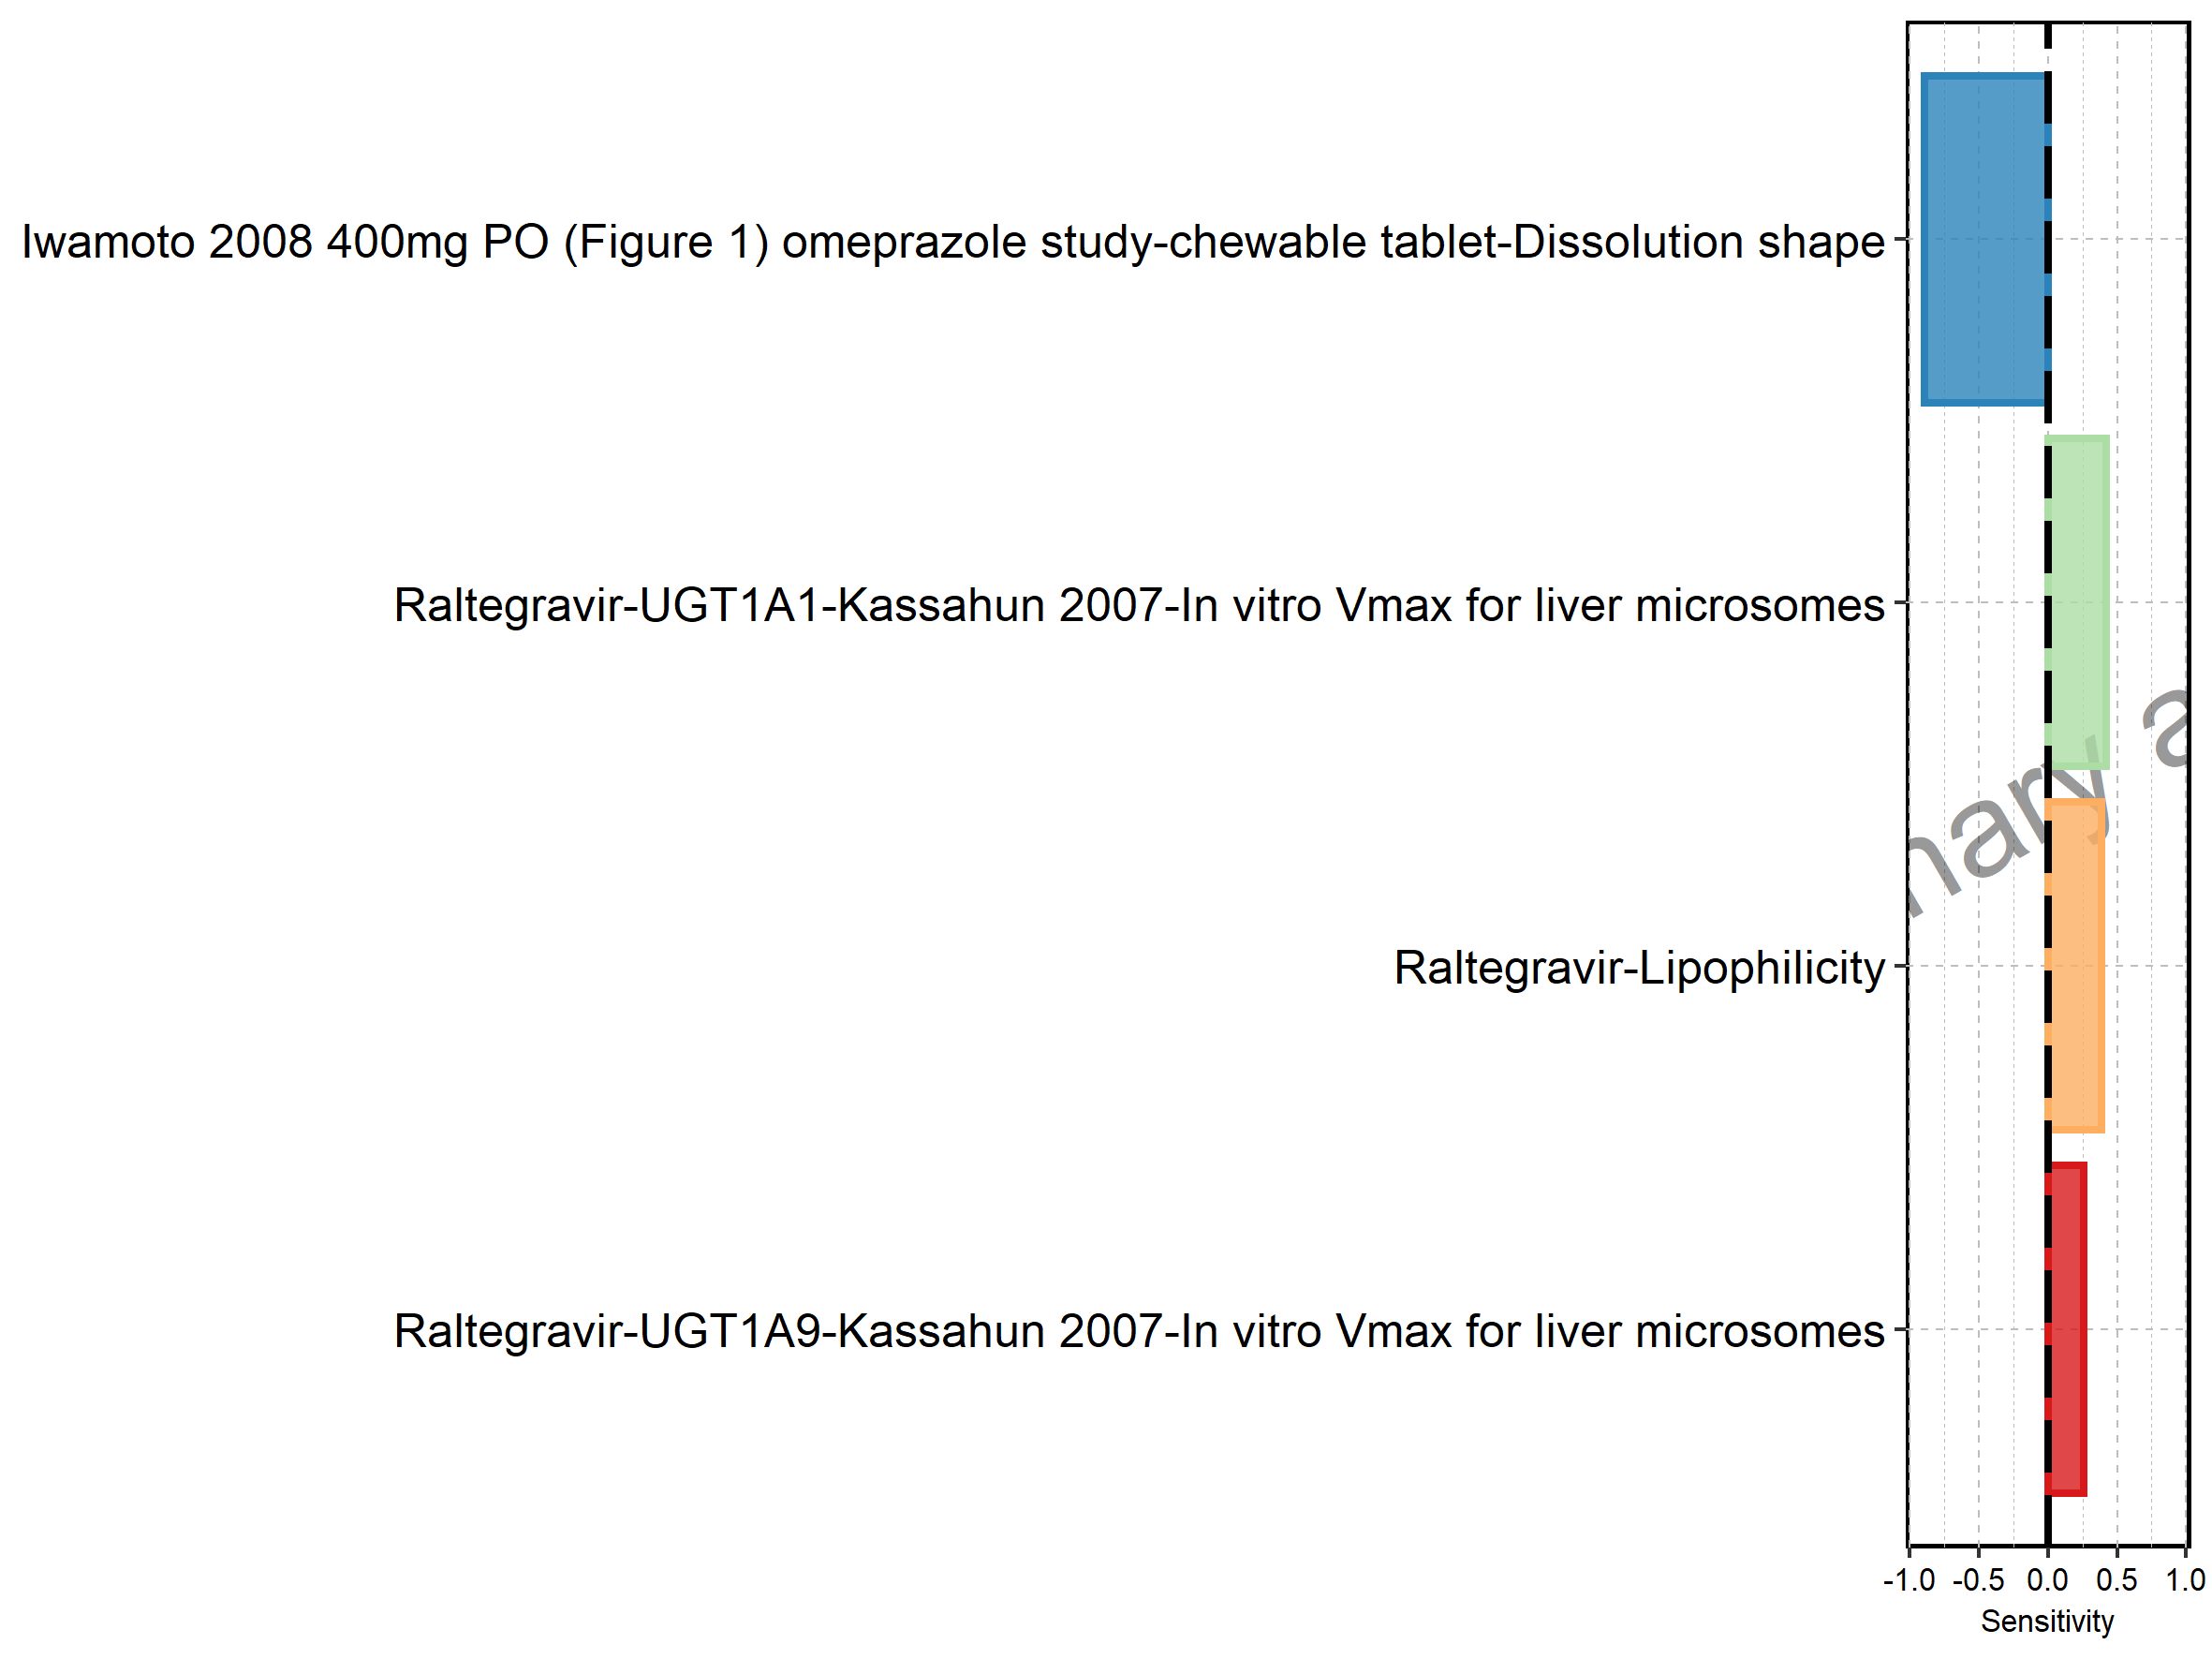 Iwamoto 2008 400mg PO (Figure 1) omeprazole study-chewable tablet-Dissolution shape
Raltegravir-UGT1A1-Kassahun 2007-In vitro Vmax for liver microsomes
Raltegravir-Lipophilicity
Raltegravir-UGT1A9-Kassahun 2007-In vitro Vmax for liver microsomes
-1.0 -0.5 0.0 0.5 1.0
Sensitivity